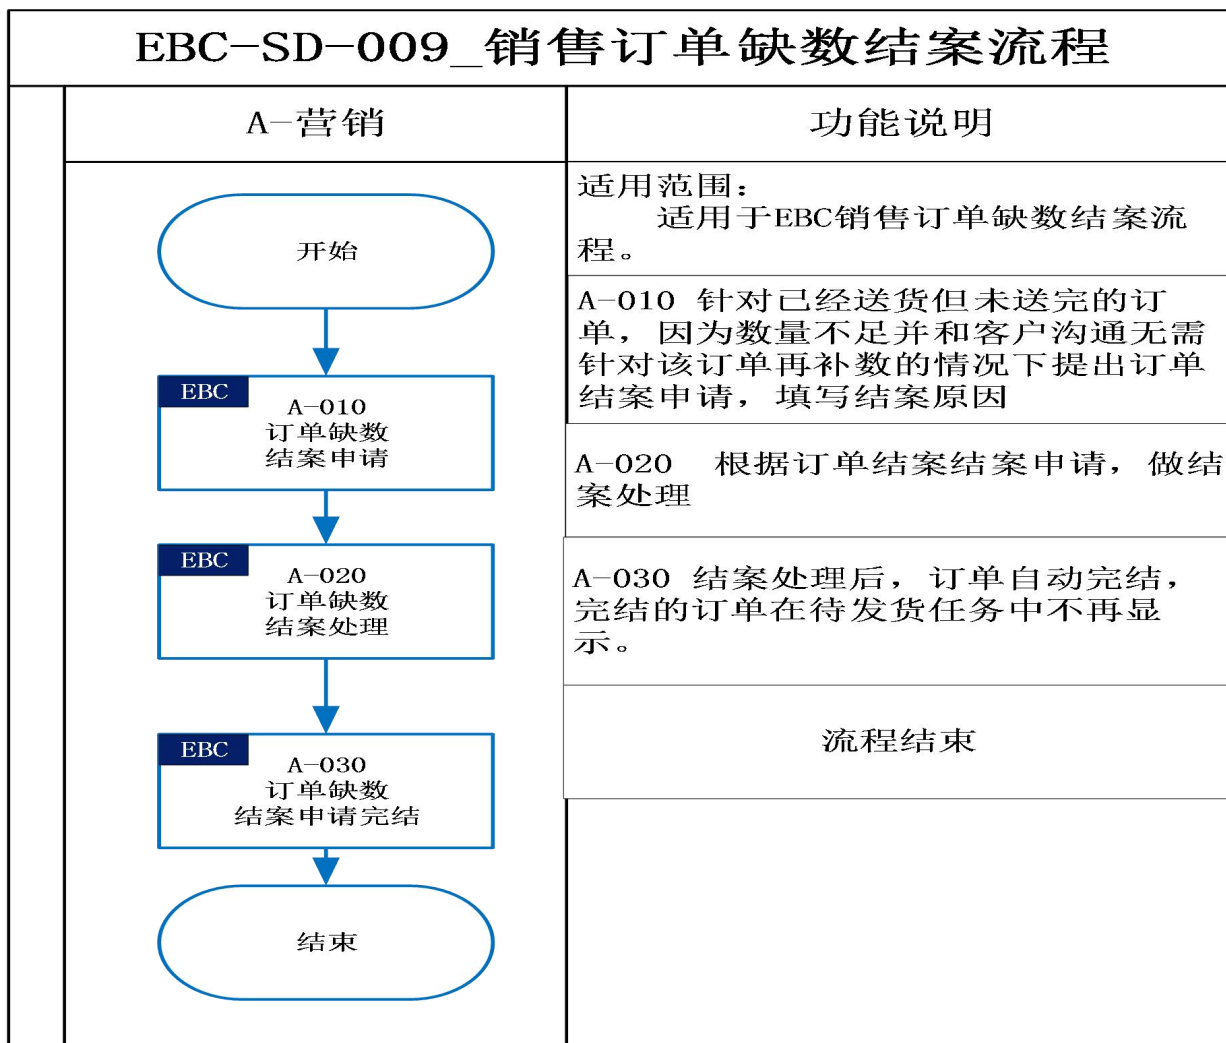 EBC-SD-009_销售订单缺数结案流程
A-营销
功能说明
开始
EBC
A-010
订单缺数
结案申请
EBC
A-020
订单缺数
结案处理
EBC
A-030
订单缺数
结案申请完结
结束
适用范围：
适用于EBC销售订单缺数结案流
程。
A-010 针对已经送货但未送完的订
单，因为数量不足并和客户沟通无需
针对该订单再补数的情况下提出订单
结案申请，填写结案原因
A-020 根据订单结案结案申请，做结
案处理
A-030 结案处理后，订单自动完结，
完结的订单在待发货任务中不再显
示。
流程结束